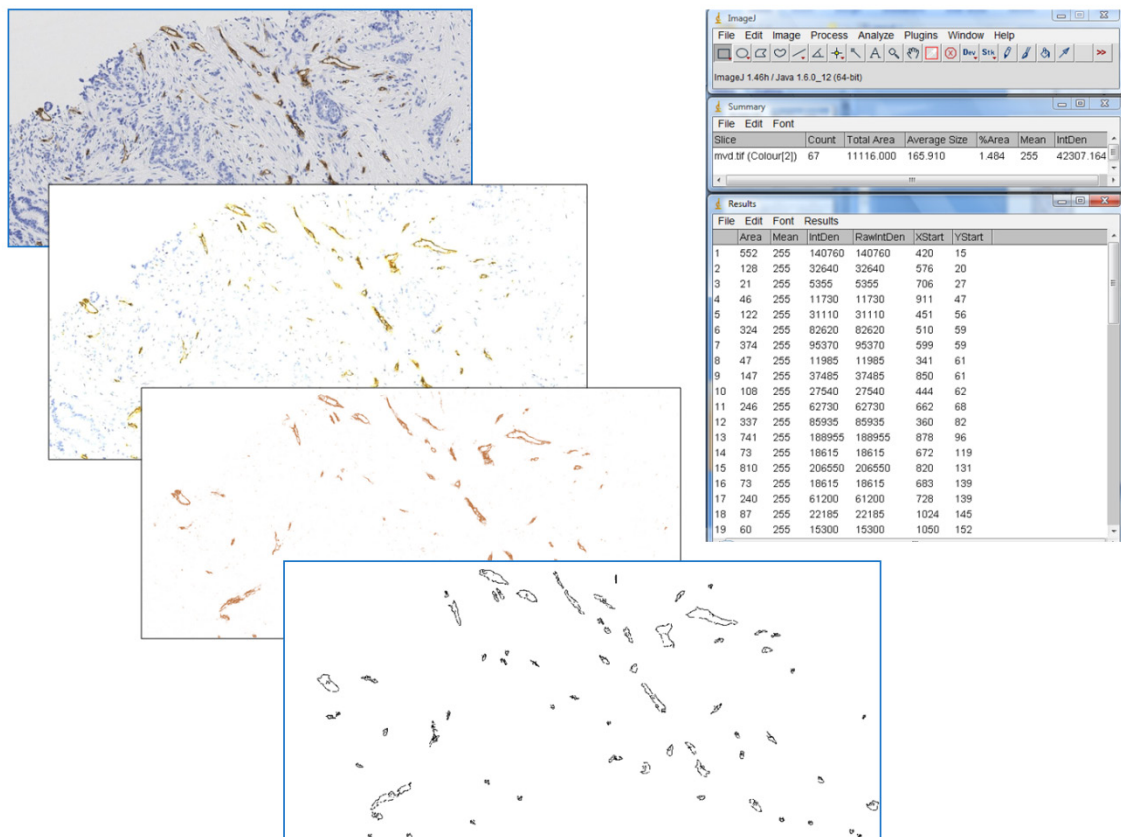 ImageJ
File Edit Image Process Analyze Plugins Window Help
A Dev Stk >>
ImageJ 1.46h / Java 1.6.0_12 (64-bit)
Summary
File Edit Font
Slice Count Total Area Average Size %Area Mean IntDen
mvd.tif (Colour[2]) 67 11116.000 165.910 1.484 255 42307.164
Results
File Edit Font Results
Area Mean IntDen RawIntDen XStart YStart
1 552 255 140760 140760 420 15
2 128 255 32640 32640 576 20
3 21 255 5355 5355 706 27
4 46 255 11730 11730 911 47
5 122 255 31110 31110 451 56
6 324 255 82620 82620 510 59
7 374 255 95370 95370 599 59
8 47 255 11985 11985 341 61
9 147 255 37485 37485 850 61
10 108 255 27540 27540 444 62
11 246 255 62730 62730 662 68
12 337 255 85935 85935 360 82
13 741 255 188955 188955 878 96
14 73 255 18615 18615 672 119
15 810 255 206550 206550 820 131
16 73 255 18615 18615 683 139
17 240 255 61200 61200 728 139
18 87 255 22185 22185 1024 145
19 60 255 15300 15300 1050 152